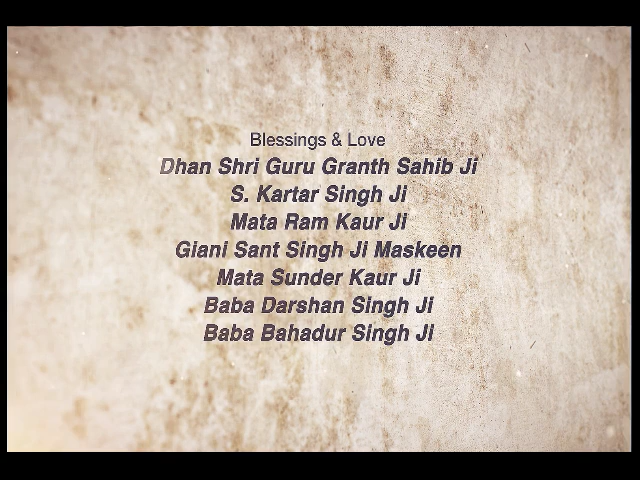 Blessings & Love
Dhan Shri Guru Granth Sahib Ji
S. Kartar Singh Ji
Mata Ram Kaur Ji
Giani Sant Singh Ji Maskeen
Mata Sunder Kaur Ji
Baba Darshan Singh Ji
Baba Bahadur Singh Ji